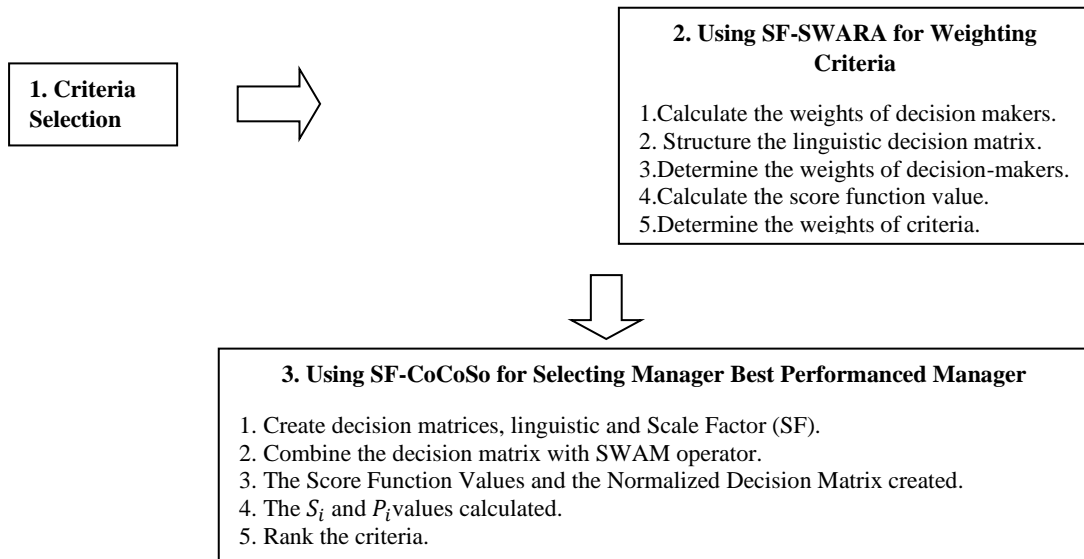 1. Criteria
Selection
2. Using SF-SWARA for Weighting
Criteria
1.Calculate the weights of decision makers.
2. Structure the linguistic decision matrix.
3.Determine the weights of decision-makers.
4.Calculate the score function value.
5.Determine the weights of criteria.
3. Using SF-CoCoSo for Selecting Manager Best Performanced Manager
1. Create decision matrices, linguistic and Scale Factor (SF).
2. Combine the decision matrix with SWAM operator.
3. The Score Function Values and the Normalized Decision Matrix created.
4. The 𝑆𝑖 and 𝑃𝑖values calculated.
5. Rank the criteria.